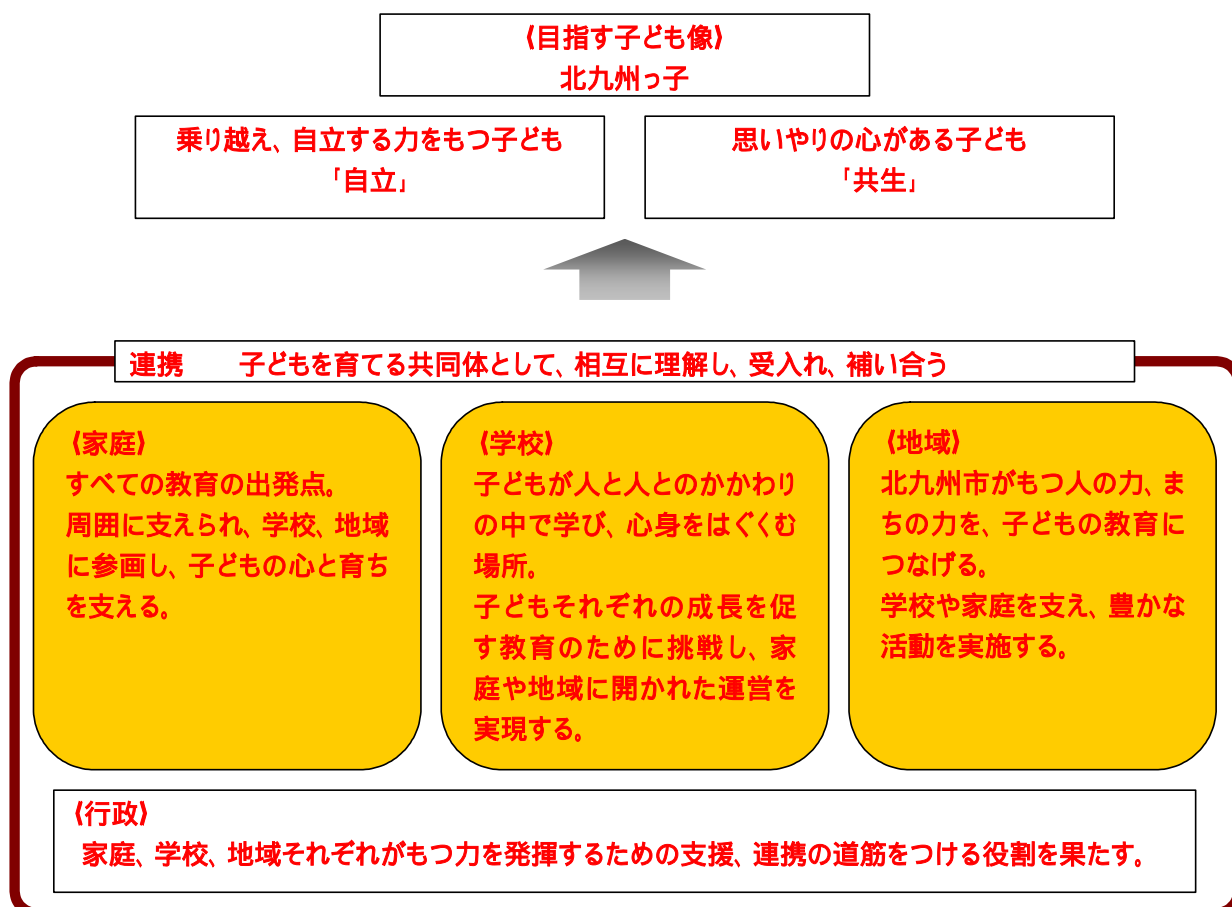 《目指す子ども像》
北九州っ子
乗り越え、自立する力をもつ子ども
「自立」
思いやりの心がある子ども
「共生」
連携　　子どもを育てる共同体として、相互に理解し、受入れ、補い合う
《家庭》
すべての教育の出発点。
周囲に支えられ、学校、地域
に参画し、子どもの心と育ち
を支える。
《学校》
子どもが人と人とのかかわり
の中で学び、心身をはぐくむ
場所。
子どもそれぞれの成長を促
す教育のために挑戦し、家
庭や地域に開かれた運営を
実現する。
《地域》
北九州市がもつ人の力、ま
ちの力を、子どもの教育に
つなげる。
学校や家庭を支え、豊かな
活動を実施する。
《行政》
家庭、学校、地域それぞれがもつ力を発揮するための支援、連携の道筋をつける役割を果たす。